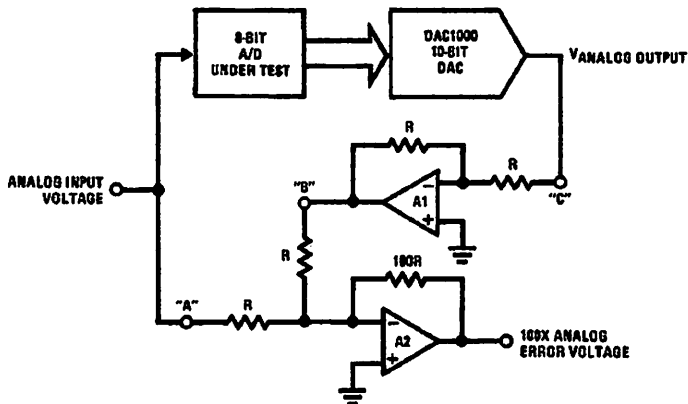 8-BIT
A/D
UNDER TEST
DAC1000
10-BIT
DAC
VANALOG OUTPUT
R
R
ANALOG INPUT
VOLTAGE
"B"
A1
-
+
"C"
R
100R
"A"
R
-
A2
+
100X ANALOG
ERROR VOLTAGE